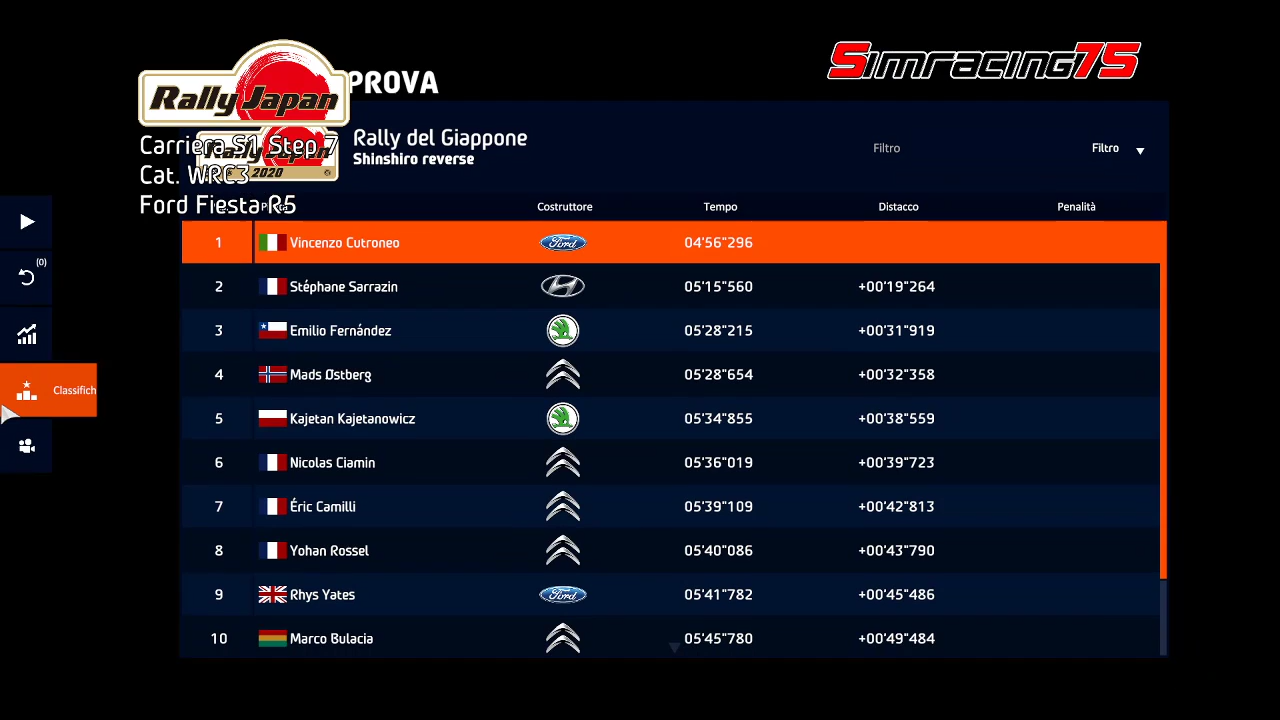 Rally Japan
PROVA
Simracing75
Rally del Giappone
Shinshiro reverse
Filtro
Filtro
Carriera S1 Step 7
Rally Japan
2020
Cat. WRC3
Ford Fiesta R5
Costruttore Tempo Distacco Penalità
1 Vincenzo Cutroneo Ford 04'56"296
(0)
2 Stéphane Sarrazin 05'15"560 +00'19"264
3 Emilio Fernández 05'28"215 +00'31"919
4 Mads Østberg 05'28"654 +00'32"358
Classifich
5 Kajetan Kajetanowicz 05'34"855 +00'38"559
6 Nicolas Ciamin 05'36"019 +00'39"723
7 Éric Camilli 05'39"109 +00'42"813
8 Yohan Rossel 05'40"086 +00'43"790
9 Rhys Yates Ford 05'41"782 +00'45"486
10 Marco Bulacia 05'45"780 +00'49"484